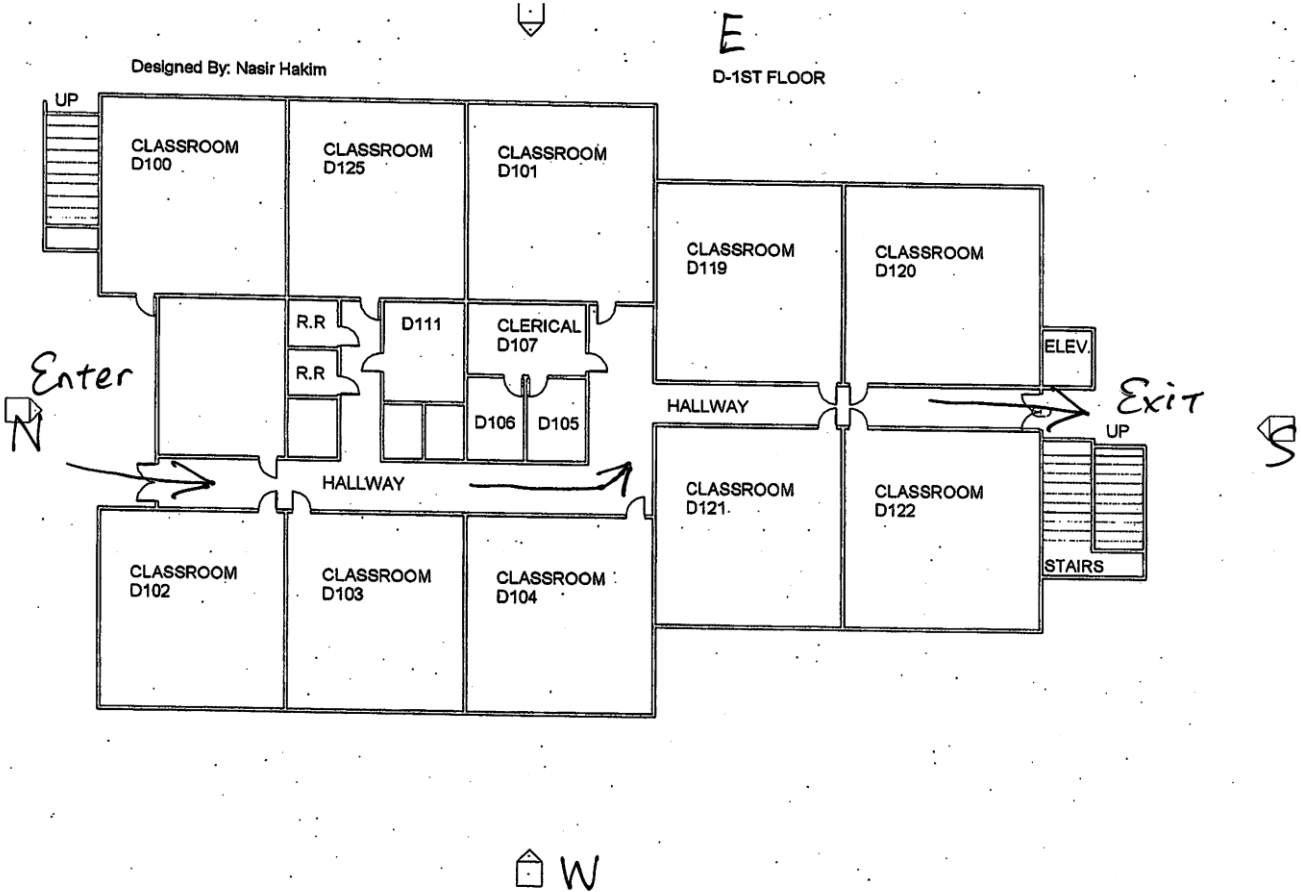 E
Designed By: Nasir Hakim
D-1ST FLOOR
UP
CLASSROOM
D100
CLASSROOM
D125
CLASSROOM
D101
CLASSROOM
D119
CLASSROOM
D120
R.R
D111
CLERICAL
D107
ELEV.
Enter
R.R
Exit
N
HALLWAY
D106
D105
UP
S
HALLWAY
CLASSROOM
D121
CLASSROOM
D122
CLASSROOM
D102
CLASSROOM
D103
CLASSROOM
D104
STAIRS
W